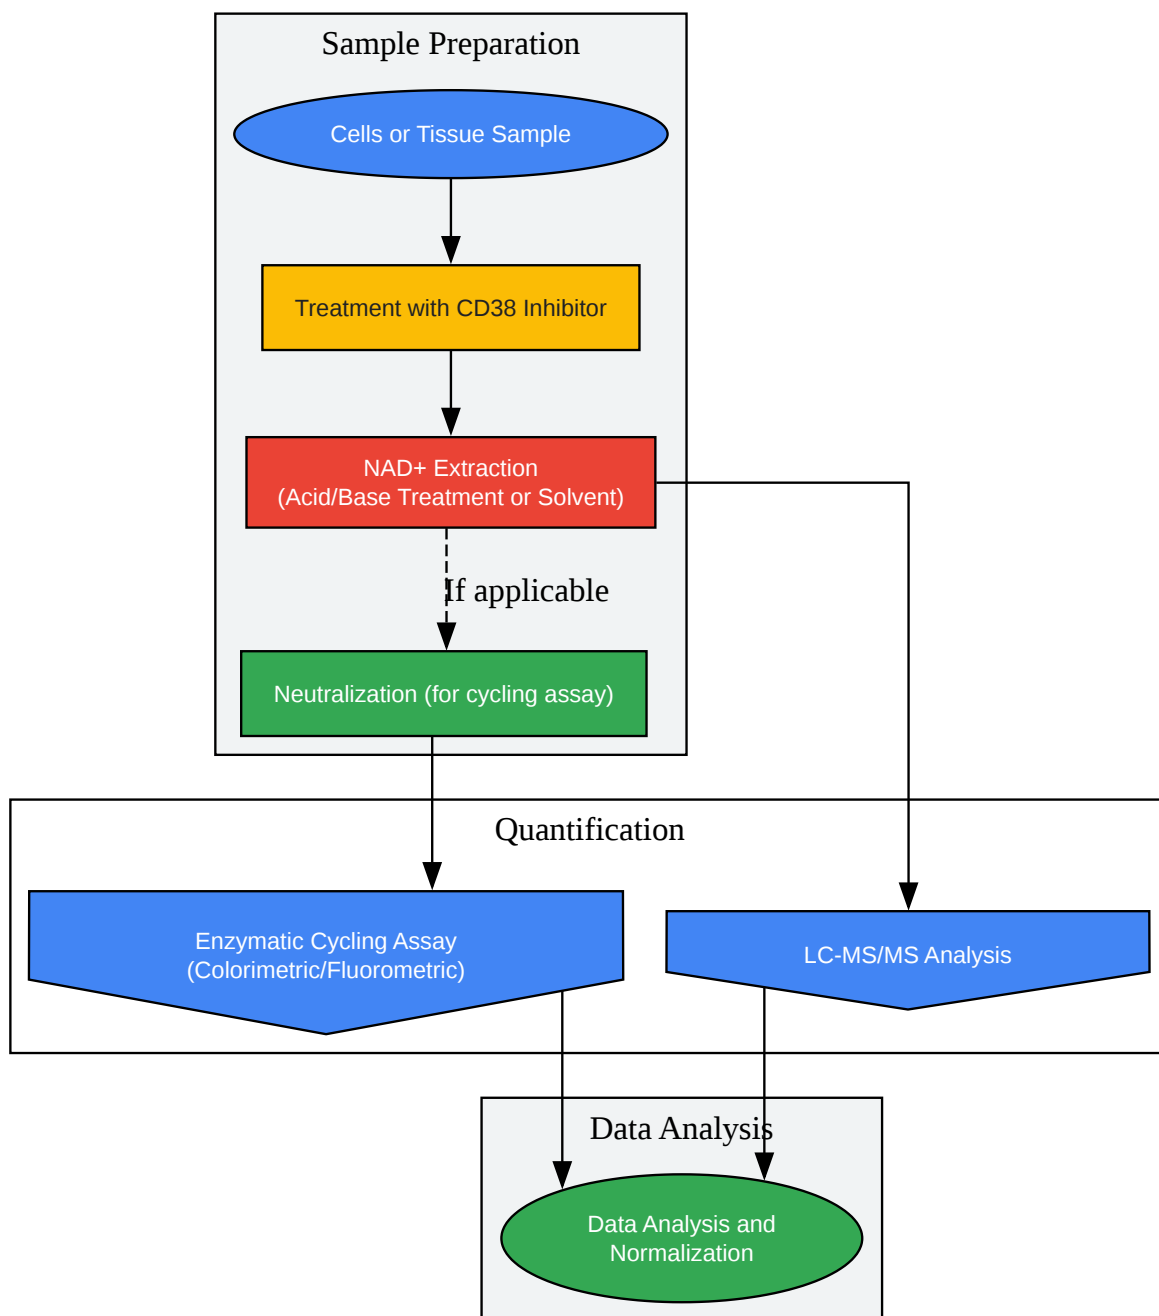 Sample Preparation
Cells or Tissue Sample
Treatment with CD38 Inhibitor
NAD+ Extraction
(Acid/Base Treatment or Solvent)
If applicable
Neutralization (for cycling assay)
Quantification
Enzymatic Cycling Assay
(Colorimetric/Fluorometric)
LC-MS/MS Analysis
Data Analysis
Data Analysis and
Normalization